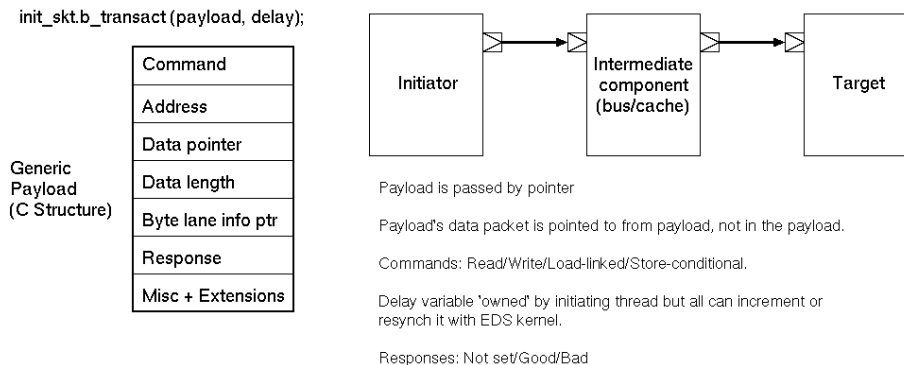 init_skt.b_transact (payload, delay);
Command
Address
Data pointer
Data length
Byte lane info ptr
Response
Misc + Extensions
Generic
Payload
(C Structure)
Initiator
Intermediate
component
(bus/cache)
Target
Payload is passed by pointer
Payload's data packet is pointed to from payload, not in the payload.
Commands: Read/Write/Load-linked/Store-conditional.
Delay variable 'owned' by initiating thread but all can increment or
resynch it with EDS kernel.
Responses: Not set/Good/Bad